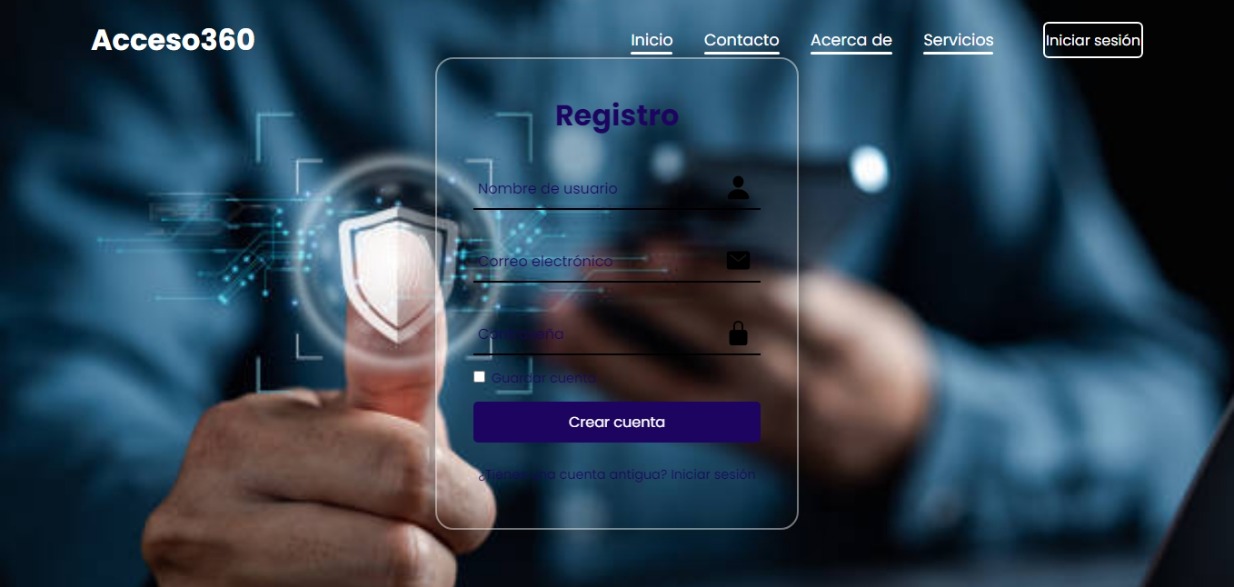 Acceso360
Inicio Contacto Acerca de Servicios Iniciar sesión
Registro
Nombre de usuario
Correo electrónico
Contraseña
Guardar cuenta
Crear cuenta
¿Tienes una cuenta antigua? Iniciar sesión